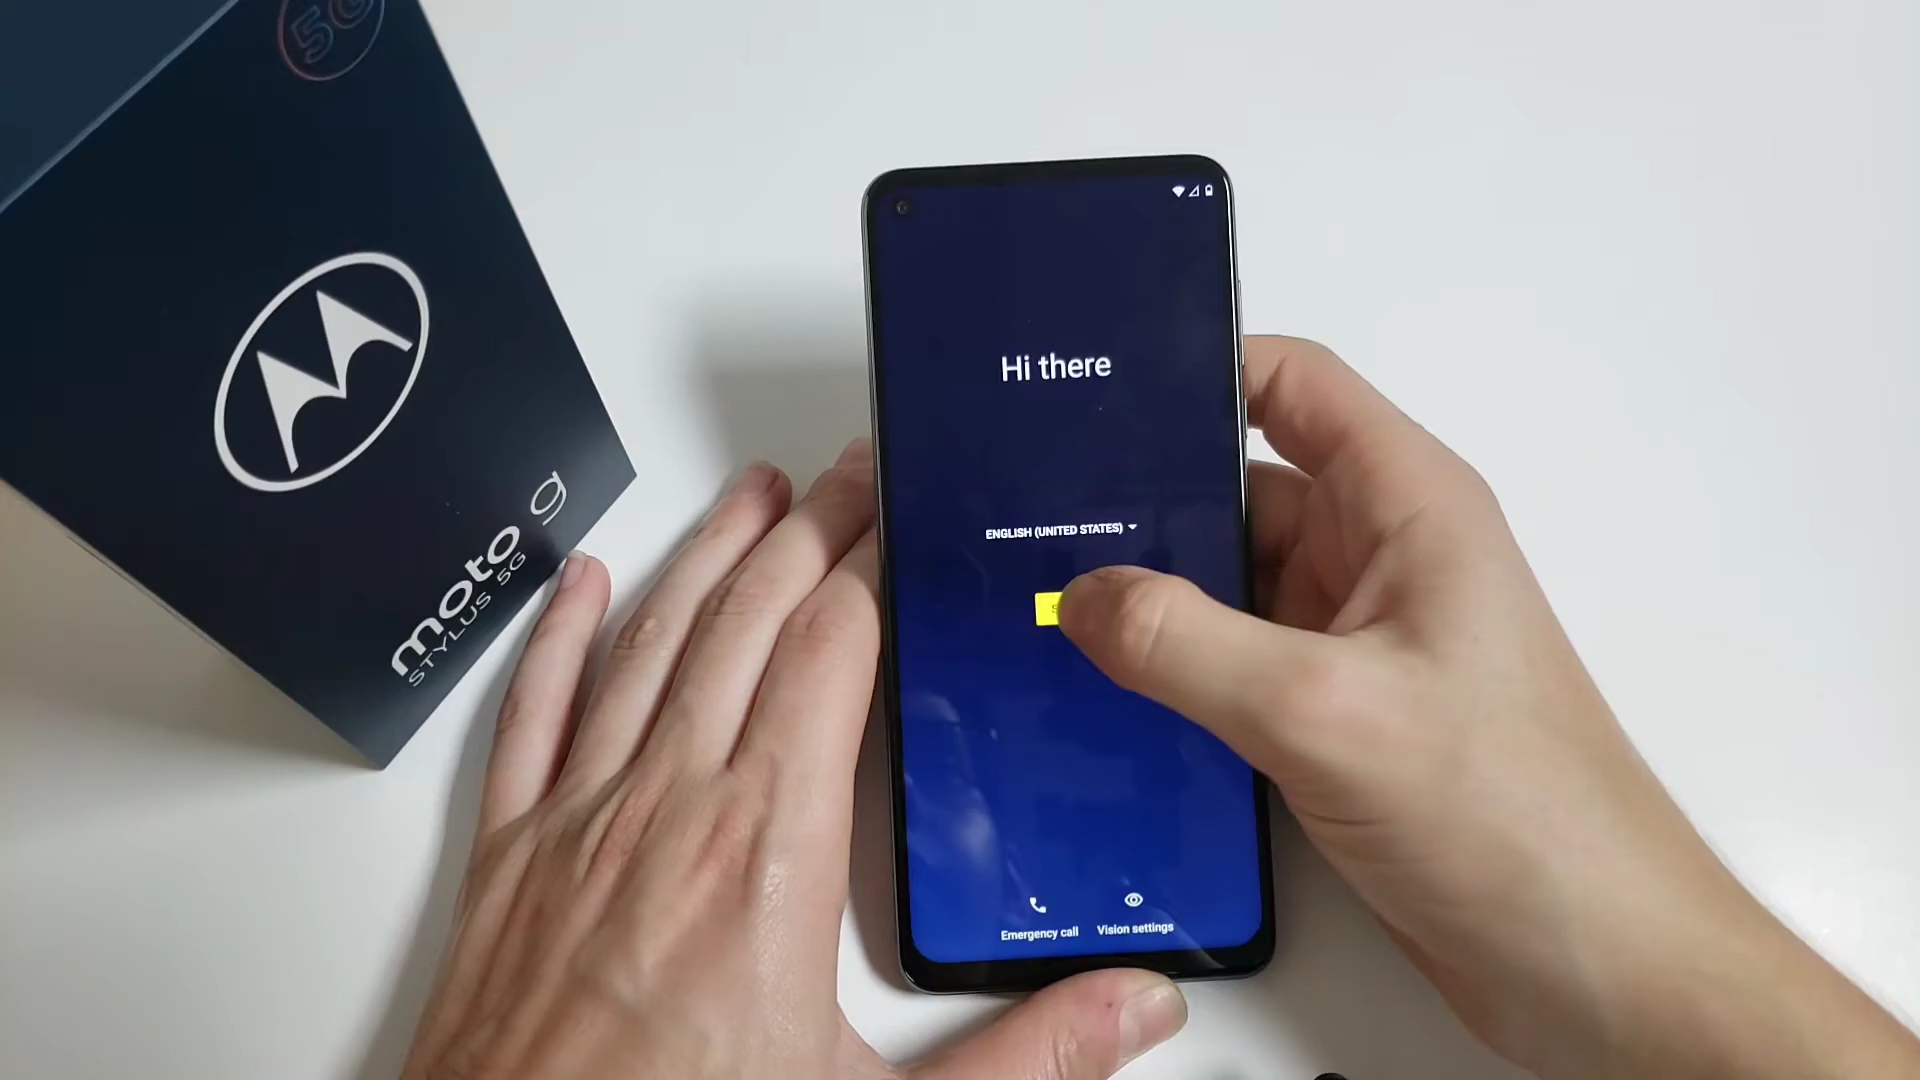 5G
moto g
STYLUS 5G
Hi there
ENGLISH (UNITED STATES)
Emergency call
Vision settings